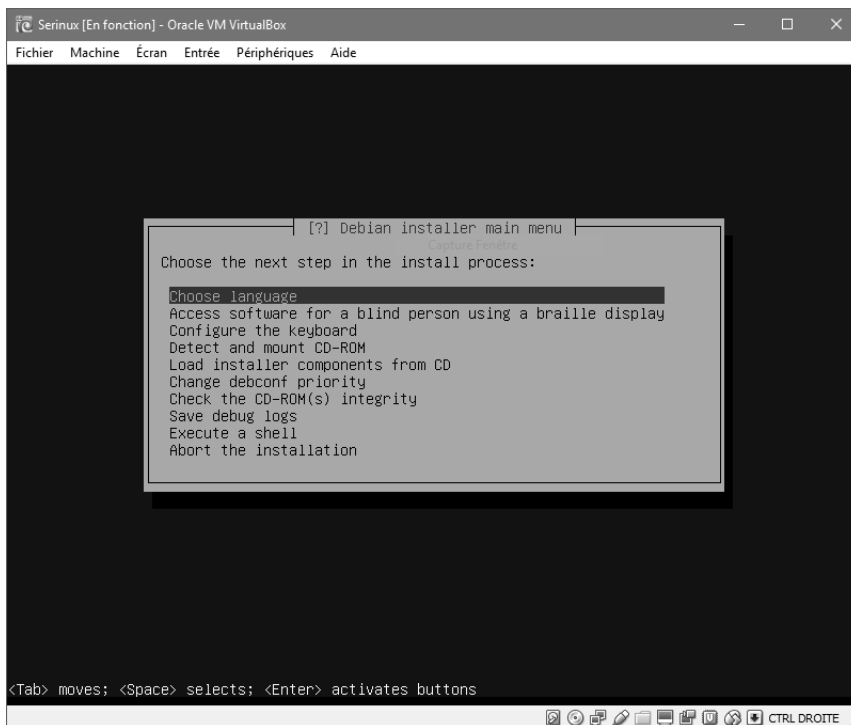 Serinux [En fonction] - Oracle VM VirtualBox
Fichier Machine Écran Entrée Périphériques Aide
[?] Debian installer main menu
Capture Fenêtre
Choose the next step in the install process:
Choose language
Access software for a blind person using a braille display
Configure the keyboard
Detect and mount CD-ROM
Load installer components from CD
Change debconf priority
Check the CD-ROM(s) integrity
Save debug logs
Execute a shell
Abort the installation
<Tab> moves; <Space> selects; <Enter> activates buttons
CTRL DROITE